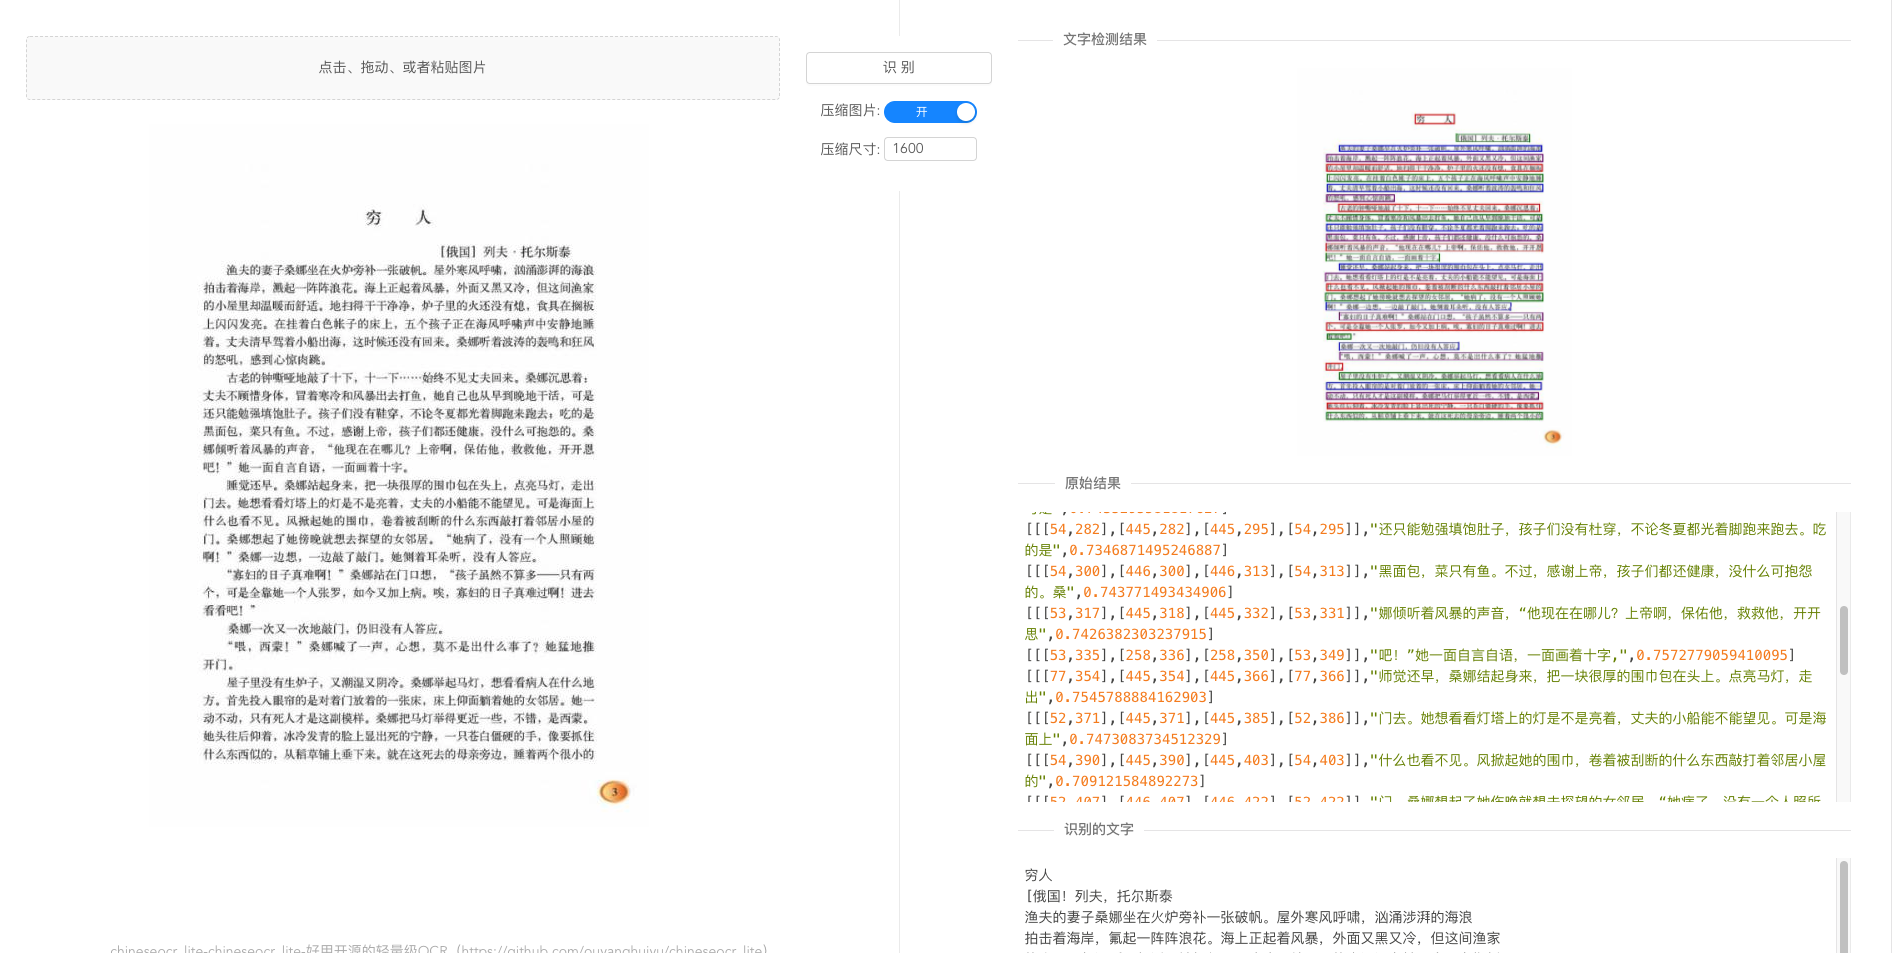 点击、拖动、或者粘贴图片
识 别
压缩图片:
开
压缩尺寸:
1600
穷 人
[俄国] 列夫·托尔斯泰
渔夫的妻子桑娜坐在火炉旁补一张破帆。屋外寒风呼啸，汹涌澎湃的海浪
拍击着海岸，溅起一阵阵浪花。海上正起着风暴，外面又黑又冷，但这间渔家
的小屋里却温暖而舒适。地扫得干干净净，炉子里的火还没有熄，食具在搁板
上闪闪发亮。在挂着白色帐子的床上，五个孩子正在海风呼啸声中安静地睡
着。丈夫清早驾着小船出海，这时候还没有回来。桑娜听着波涛的轰鸣和狂风
的怒吼，感到心惊肉跳。
古老的钟嘶哑地敲了十下，十一下……始终不见丈夫回来。桑娜沉思着：
丈夫不顾惜身体，冒着寒冷和风暴出去打鱼，她自己也从早到晚地干活，可是
还只能勉强填饱肚子。孩子们没有鞋穿，不论冬夏都光着脚跑来跑去；吃的是
黑面包，菜只有鱼。不过，感谢上帝，孩子们都还健康，没什么可抱怨的。桑
娜倾听着风暴的声音，“他现在在哪儿？上帝啊，保佑他，救救他，开开恩
吧！”她一面自言自语，一面画着十字。
睡觉还早。桑娜站起身来，把一块很厚的围巾包在头上，点亮马灯，走出
门去。她想看看灯塔上的灯是不是亮着，丈夫的小船能不能望见。可是海面上
什么也看不见。风掀起她的围巾，卷着被刮断的什么东西敲打着邻居小屋的
门。桑娜想起了她傍晚就想去探望的女邻居。“她病了，没有一个人照顾她
啊！”桑娜一边想，一边敲了敲门。她侧着耳朵听，没有人答应。
“寡妇的日子真难啊！”桑娜站在门口想，“孩子虽然不算多——只有两
个，可是全靠她一个人张罗，如今又加上病。唉，寡妇的日子真难过啊！进去
看看吧！”
桑娜一次又一次地敲门，仍旧没有人答应。
“喂，西蒙！”桑娜喊了一声，心想，莫不是出什么事了？她猛地推
开门。
屋子里没有生炉子，又潮湿又阴冷。桑娜举起马灯，想看看病人在什么地
方。首先投入眼帘的是对着门放着的一张床，床上仰面躺着她的女邻居。她一
动不动，只有死人才是这副模样。桑娜把马灯举得更近一些，不错，是西蒙。
她头往后仰着，冰冷发青的脸上显出死的宁静，一只苍白僵硬的手，像要抓住
什么东西似的，从稻草铺上垂下来。就在这死去的母亲旁边，睡着两个很小的
3
chineseocr_lite-chineseocr_lite-好用开源的轻量级OCR（https://github.com/ouyanghuiyu/chineseocr_lite）
文字检测结果
穷 人
[俄国] 列夫·托尔斯泰
原始结果
[[[54,282],[445,282],[445,295],[54,295]],"还只能勉强填饱肚子，孩子们没有杜穿，不论冬夏都光着脚跑来跑去。吃
的是",0.7346871495246887]
[[[54,300],[446,300],[446,313],[54,313]],"黑面包，菜只有鱼。不过，感谢上帝，孩子们都还健康，没什么可抱怨
的。桑",0.743771493434906]
[[[53,317],[445,318],[445,332],[53,331]],"娜倾听着风暴的声音，“他现在在哪儿？上帝啊，保佑他，救救他，开开
思",0.7426382303237915]
[[[53,335],[258,336],[258,350],[53,349]],"吧！”她一面自言自语，一面画着十字,",0.7572779059410095]
[[[77,354],[445,354],[445,366],[77,366]],"师觉还早，桑娜结起身来，把一块很厚的围巾包在头上。点亮马灯，走
出",0.7545788884162903]
[[[52,371],[445,371],[445,385],[52,386]],"门去。她想看看灯塔上的灯是不是亮着，丈夫的小船能不能望见。可是海
面上",0.7473083734512329]
[[[54,390],[445,390],[445,403],[54,403]],"什么也看不见。风掀起她的围巾，卷着被刮断的什么东西敲打着邻居小屋
的",0.709121584892273]
[[[52,407],[446,407],[446,422],[52,422]],"门。桑娜想起了她伤晚就想去探望的女邻居。“她病了，没有一个人照所
识别的文字
穷人
[俄国！列夫，托尔斯泰
渔夫的妻子桑娜坐在火炉旁补一张破帆。屋外寒风呼啸，汹涌涉湃的海浪
拍击着海岸，氟起一阵阵浪花。海上正起着风暴，外面又黑又冷，但这间渔家